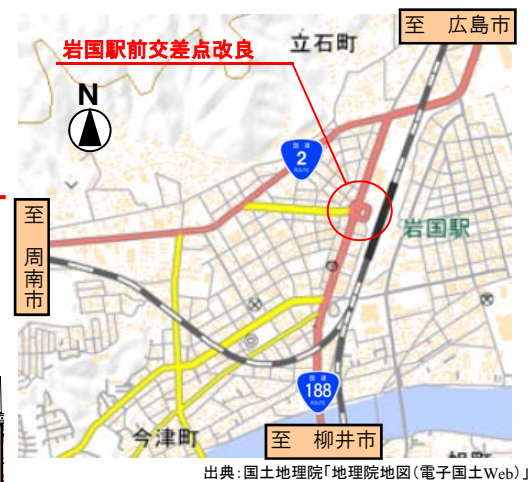 立石町
至 広島市
岩国駅前交差点改良
N
国道
2
ROUTE
岩国駅
至 周南市
国道
188
ROUTE
今津町
至 柳井市
出典：国土地理院「地理院地図（電子国土Web）」